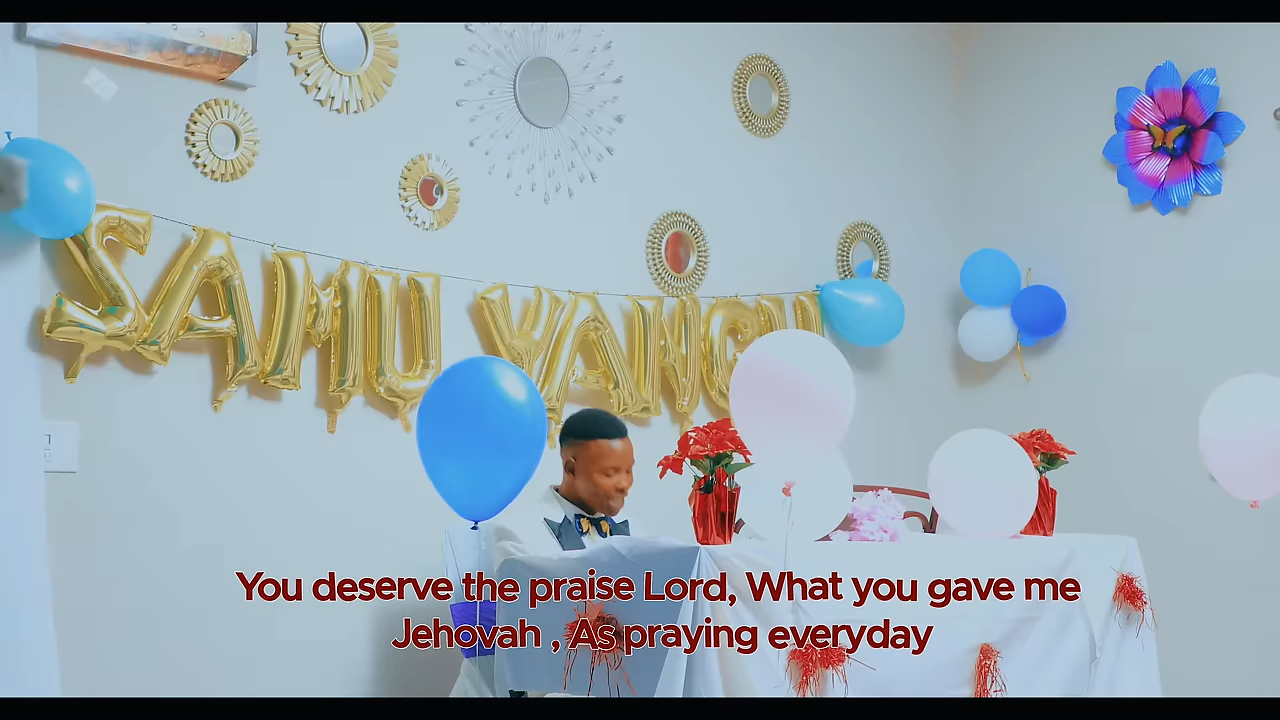 SAMU YANGU
You deserve the praise Lord, What you gave me
Jehovah , As praying everyday